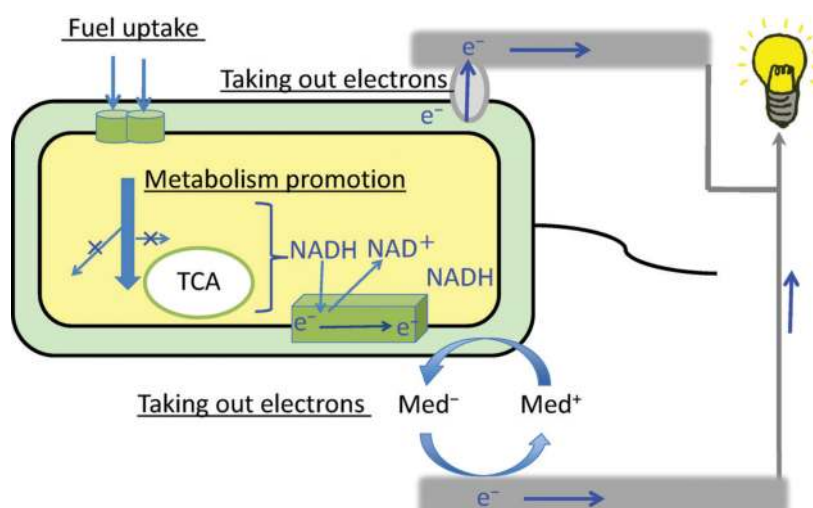 Fuel uptake
e⁻
Taking out electrons
e⁻
Metabolism promotion
NADH
NAD⁺
NADH
TCA
e⁻
e⁻
Taking out electrons
Med⁻
Med⁺
e⁻